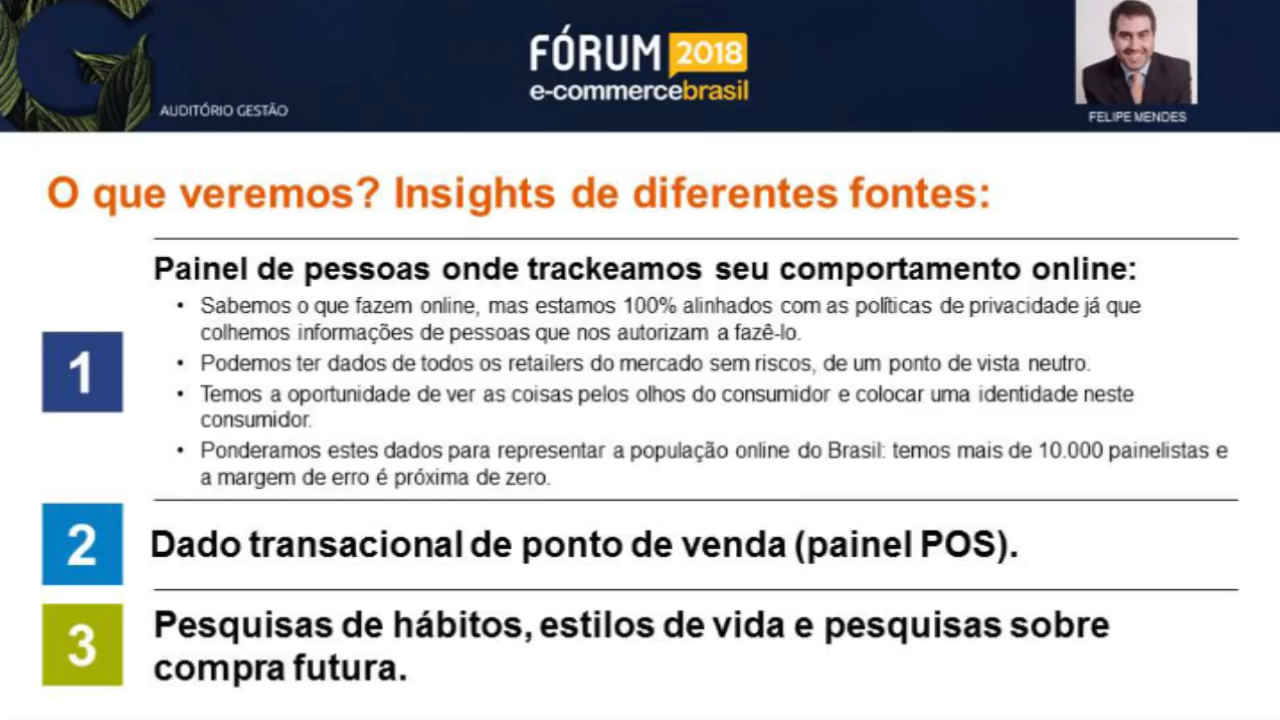 AUDITÓRIO GESTÃO
FÓRUM 2018
e-commercebrasil
FELIPE MENDES
O que veremos? Insights de diferentes fontes:
1
Painel de pessoas onde trackeamos seu comportamento online:
• Sabemos o que fazem online, mas estamos 100% alinhados com as políticas de privacidade já que
colhemos informações de pessoas que nos autorizam a fazê-lo.
• Podemos ter dados de todos os retailers do mercado sem riscos, de um ponto de vista neutro.
• Temos a oportunidade de ver as coisas pelos olhos do consumidor e colocar uma identidade neste
consumidor.
• Ponderamos estes dados para representar a população online do Brasil: temos mais de 10.000 painelistas e
a margem de erro é próxima de zero.
2
Dado transacional de ponto de venda (painel POS).
3
Pesquisas de hábitos, estilos de vida e pesquisas sobre
compra futura.